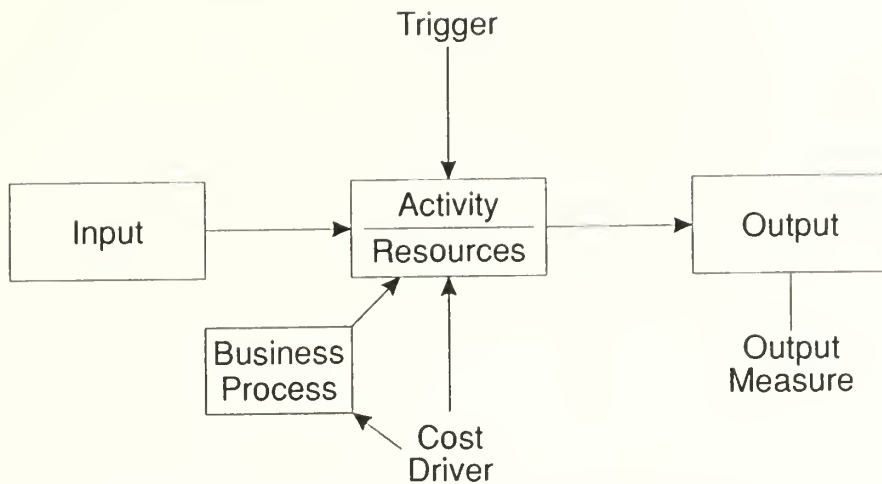 Trigger
Input
Activity
Resources
Output
Business
Process
Cost
Driver
Output
Measure